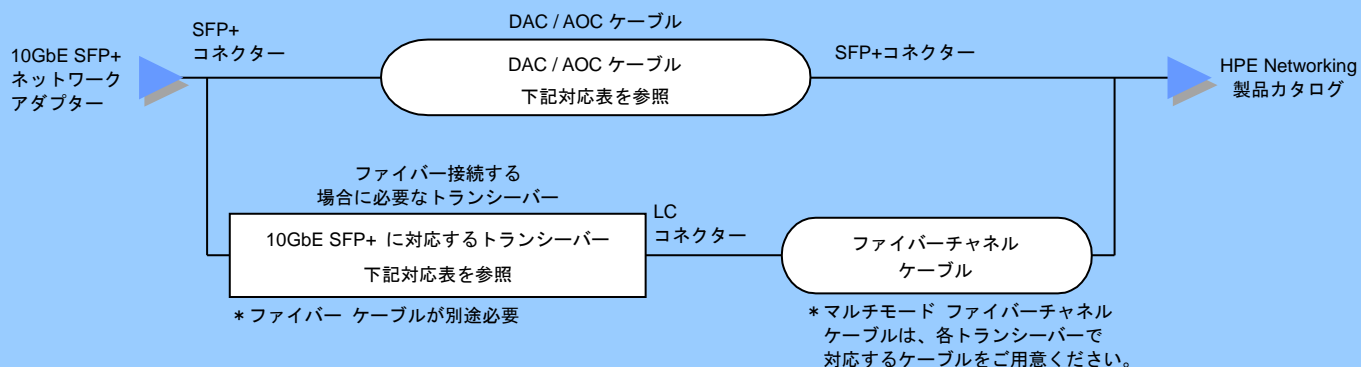 10GbE SFP+
ネットワーク
アダプター
SFP+
コネクター
DAC / AOC ケーブル
DAC / AOC ケーブル
下記対応表を参照
SFP+コネクター
HPE Networking
製品カタログ
ファイバー接続する
場合に必要なトランシーバー
10GbE SFP+ に対応するトランシーバー
下記対応表を参照
*ファイバー ケーブルが別途必要
LC
コネクター
ファイバーチャネル
ケーブル
*マルチモード ファイバーチャネル
ケーブルは、各トランシーバーで
対応するケーブルをご用意ください。